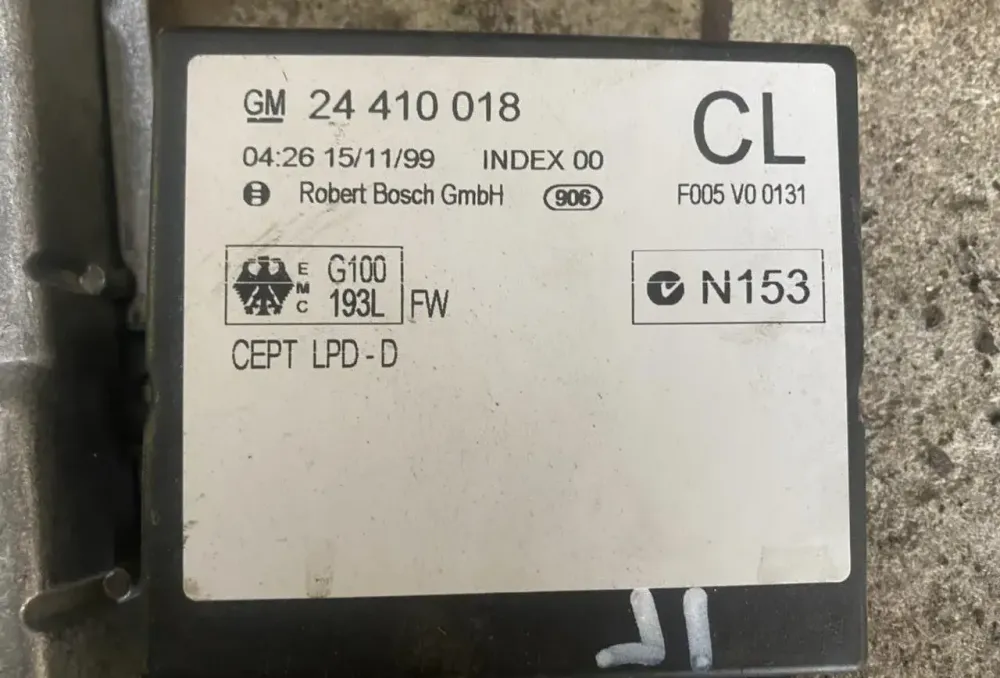 GM 24 410 018
CL
04:26 15/11/99 INDEX 00
Robert Bosch GmbH 906
F005 V0 0131
EMC G100
193L FW
N153
CEPT LPD - D